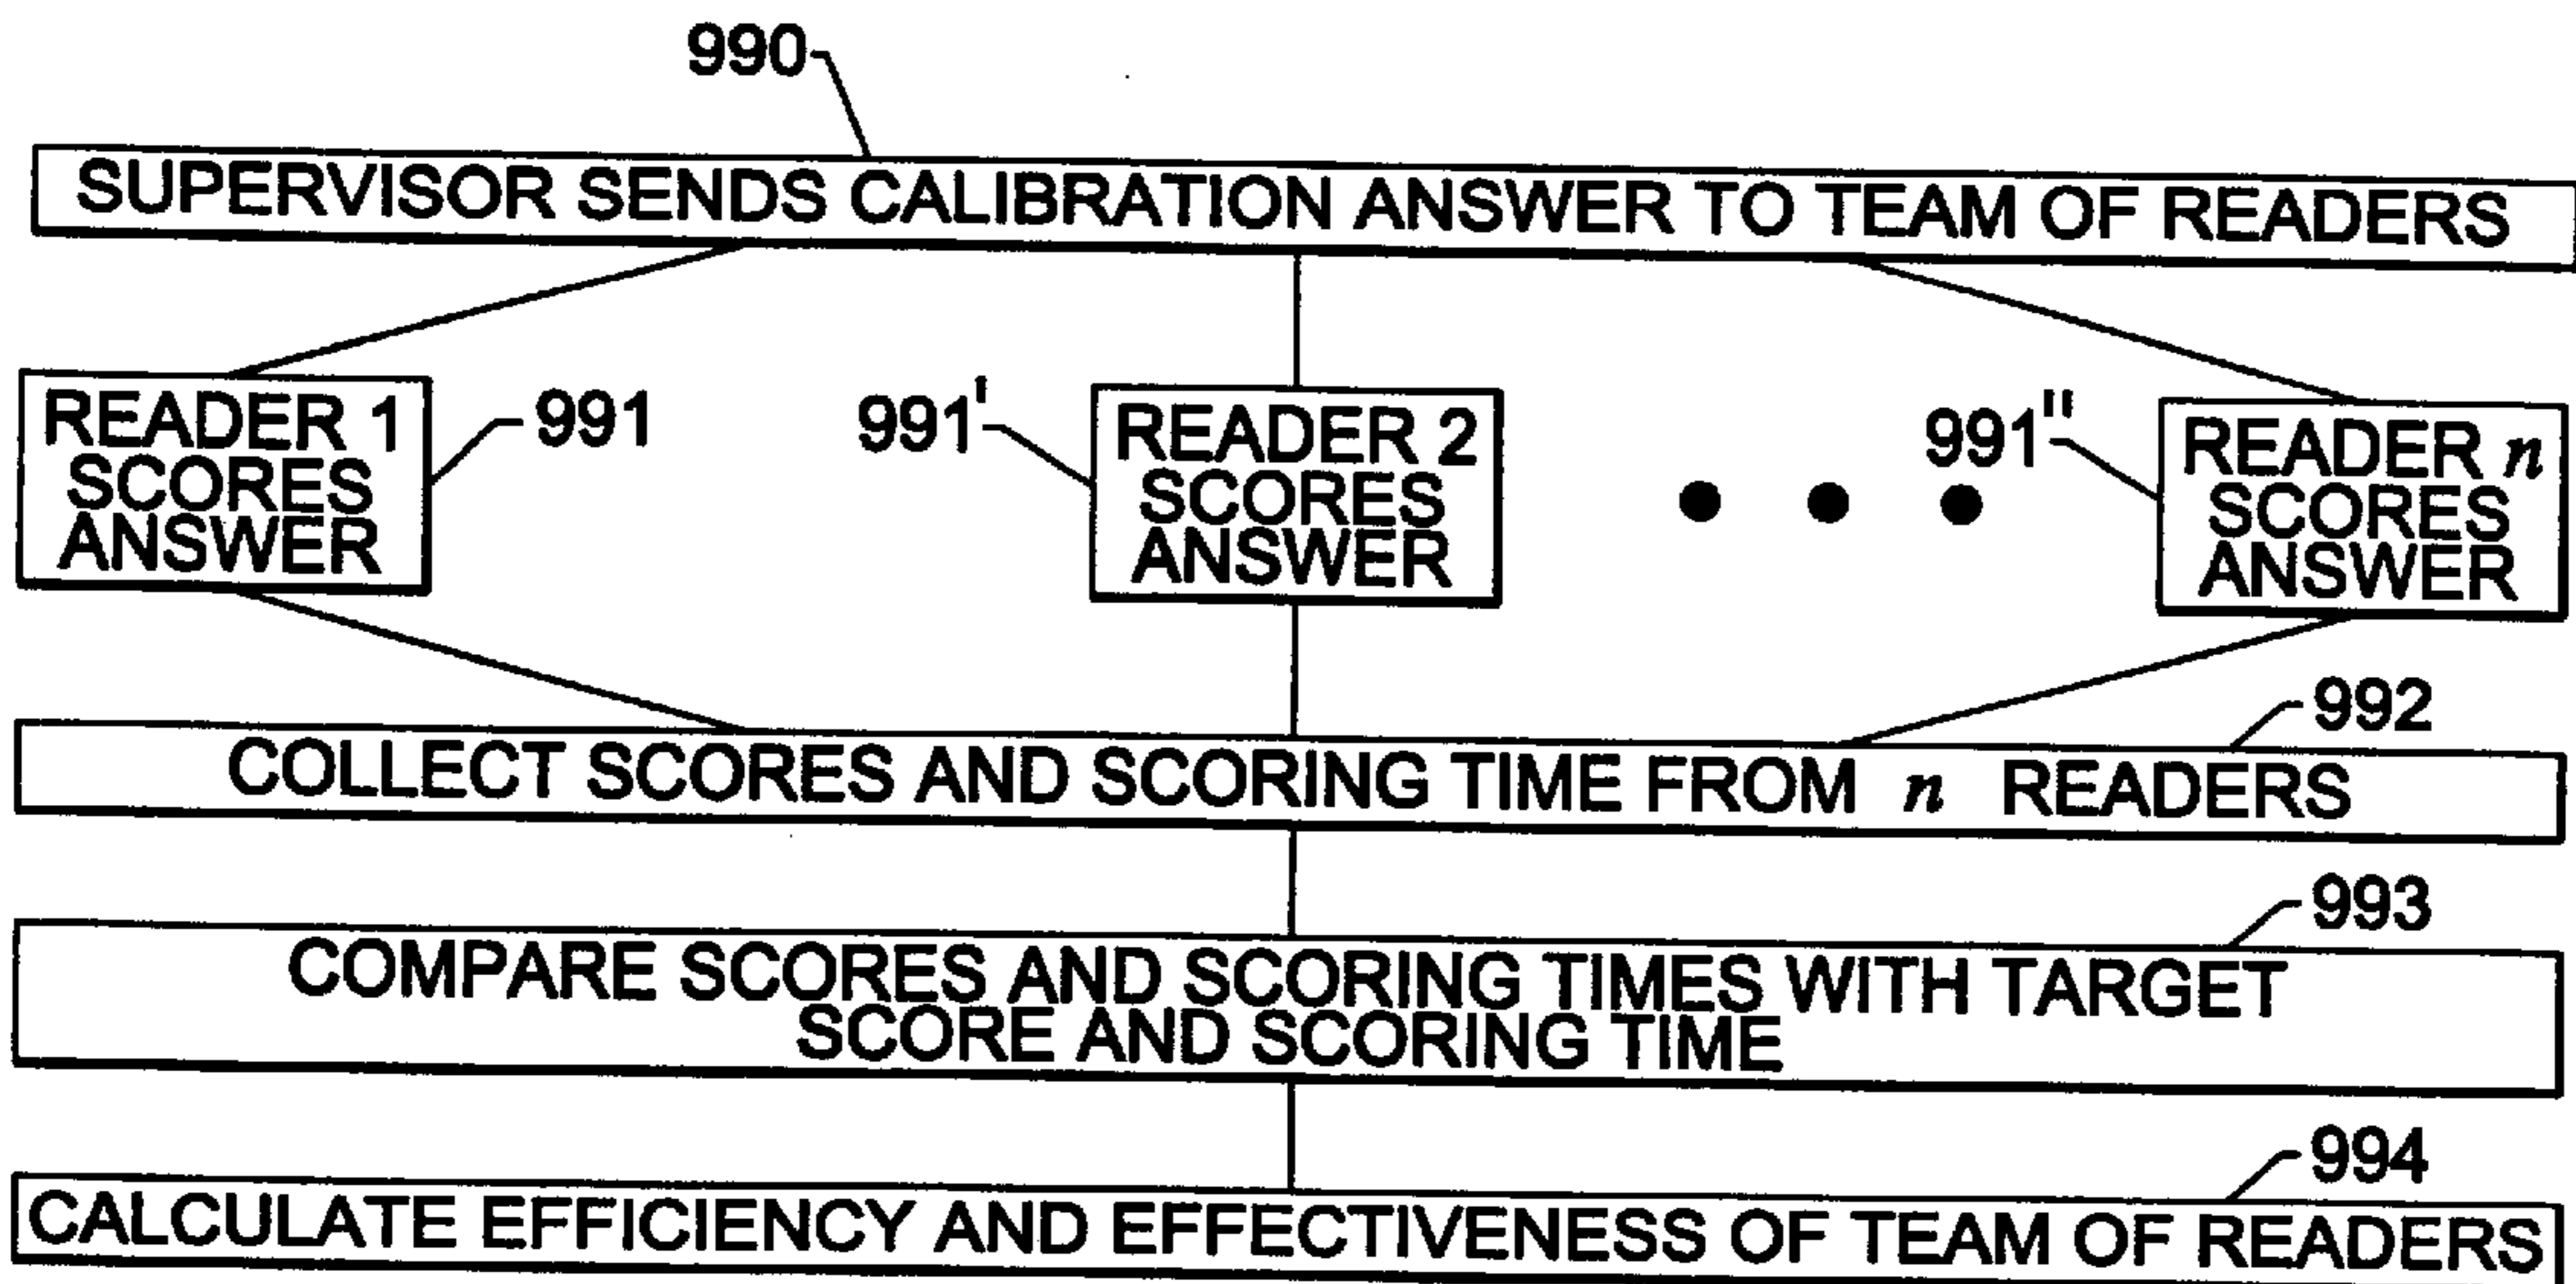 990
SUPERVISOR SENDS CALIBRATION ANSWER TO TEAM OF READERS
READER 1
SCORES
ANSWER
991
991'
READER 2
SCORES
ANSWER
991"
READER n
SCORES
ANSWER
992
COLLECT SCORES AND SCORING TIME FROM n READERS
993
COMPARE SCORES AND SCORING TIMES WITH TARGET
SCORE AND SCORING TIME
994
CALCULATE EFFICIENCY AND EFFECTIVENESS OF TEAM OF READERS